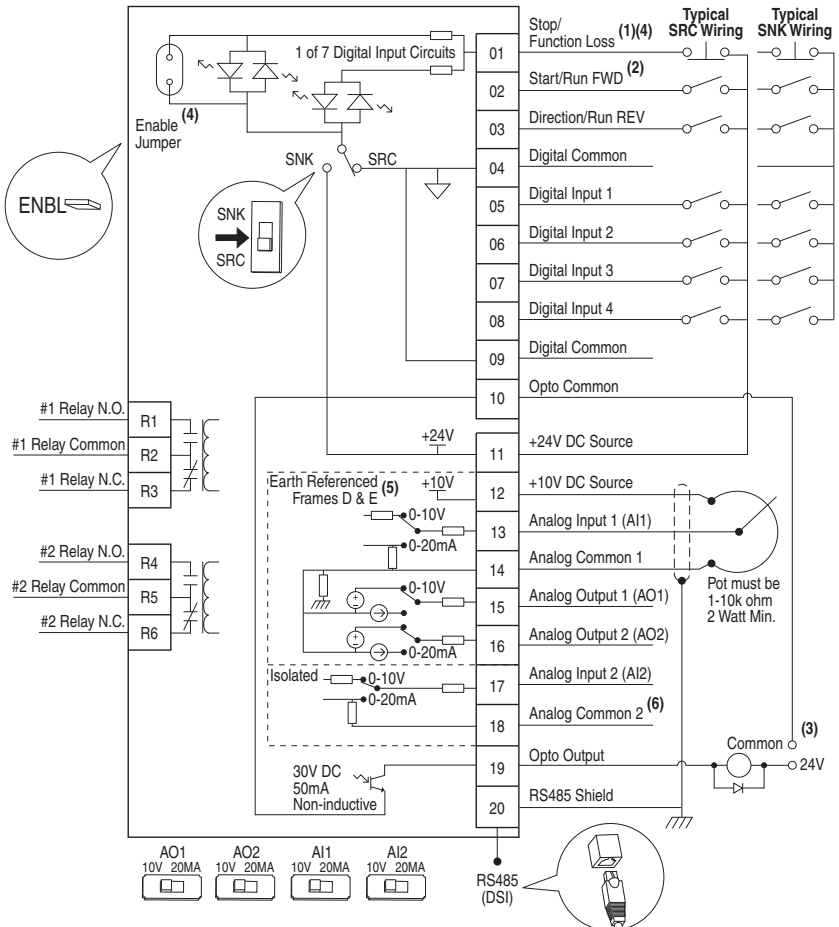 Typical
SRC Wiring
Typical
SNK Wiring
1 of 7 Digital Input Circuits
Enable (4)
Jumper
ENBL
SNK
SRC
SNK
SRC
01
Stop/
Function Loss (1)(4)
02
Start/Run FWD (2)
03
Direction/Run REV
04
Digital Common
05
Digital Input 1
06
Digital Input 2
07
Digital Input 3
08
Digital Input 4
09
Digital Common
10
Opto Common
#1 Relay N.O.
R1
#1 Relay Common
R2
#1 Relay N.C.
R3
#2 Relay N.O.
R4
#2 Relay Common
R5
#2 Relay N.C.
R6
+24V
11
+24V DC Source
Earth Referenced
Frames D & E (5)
+10V
12
+10V DC Source
0-10V
0-20mA
13
Analog Input 1 (AI1)
14
Analog Common 1
Pot must be
1-10k ohm
2 Watt Min.
0-10V
15
Analog Output 1 (AO1)
0-20mA
16
Analog Output 2 (AO2)
Isolated
0-10V
0-20mA
17
Analog Input 2 (AI2)
18
Analog Common 2 (6)
Common
(3)
24V
19
Opto Output
30V DC
50mA
Non-inductive
20
RS485 Shield
RS485
(DSI)
AO1
10V 20MA
AO2
10V 20MA
AI1
10V 20MA
AI2
10V 20MA